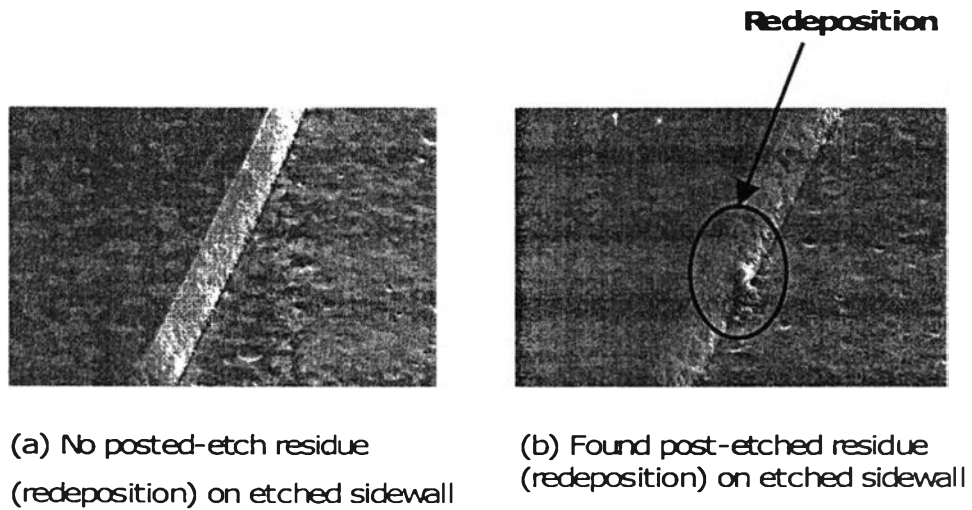 Redeposition
(a) No posted-etch residue
(redeposition) on etched sidewall
(b) Found post-etched residue
(redeposition) on etched sidewall